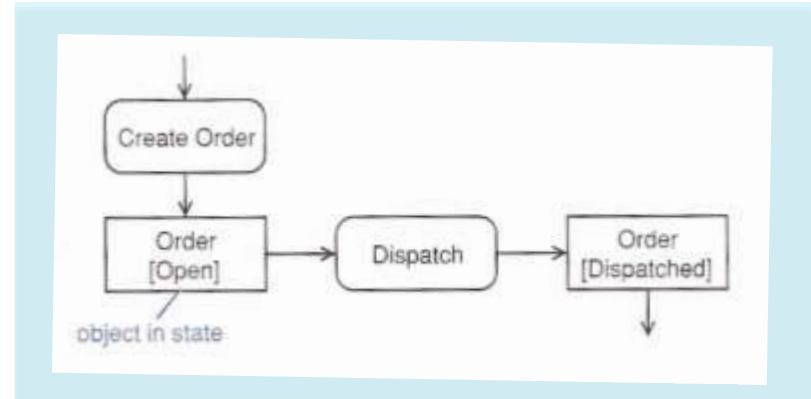 Create Order
Order
[Open]
Dispatch
Order
[Dispatched]
object in state